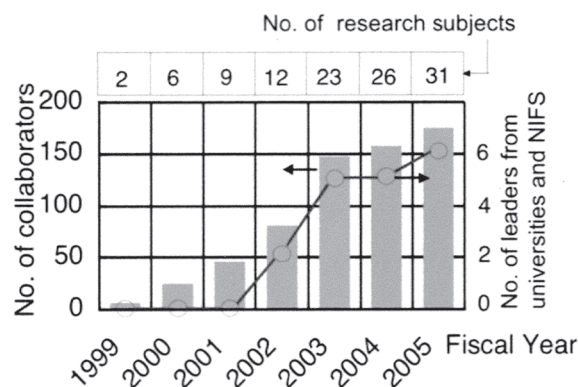 No. of research subjects
2 6 9 12 23 26 31
No. of collaborators
200
150
100
50
0
6
4
2
0
No. of leaders from
universities and NIFS
1999 2000 2001 2002 2003 2004 2005 Fiscal Year